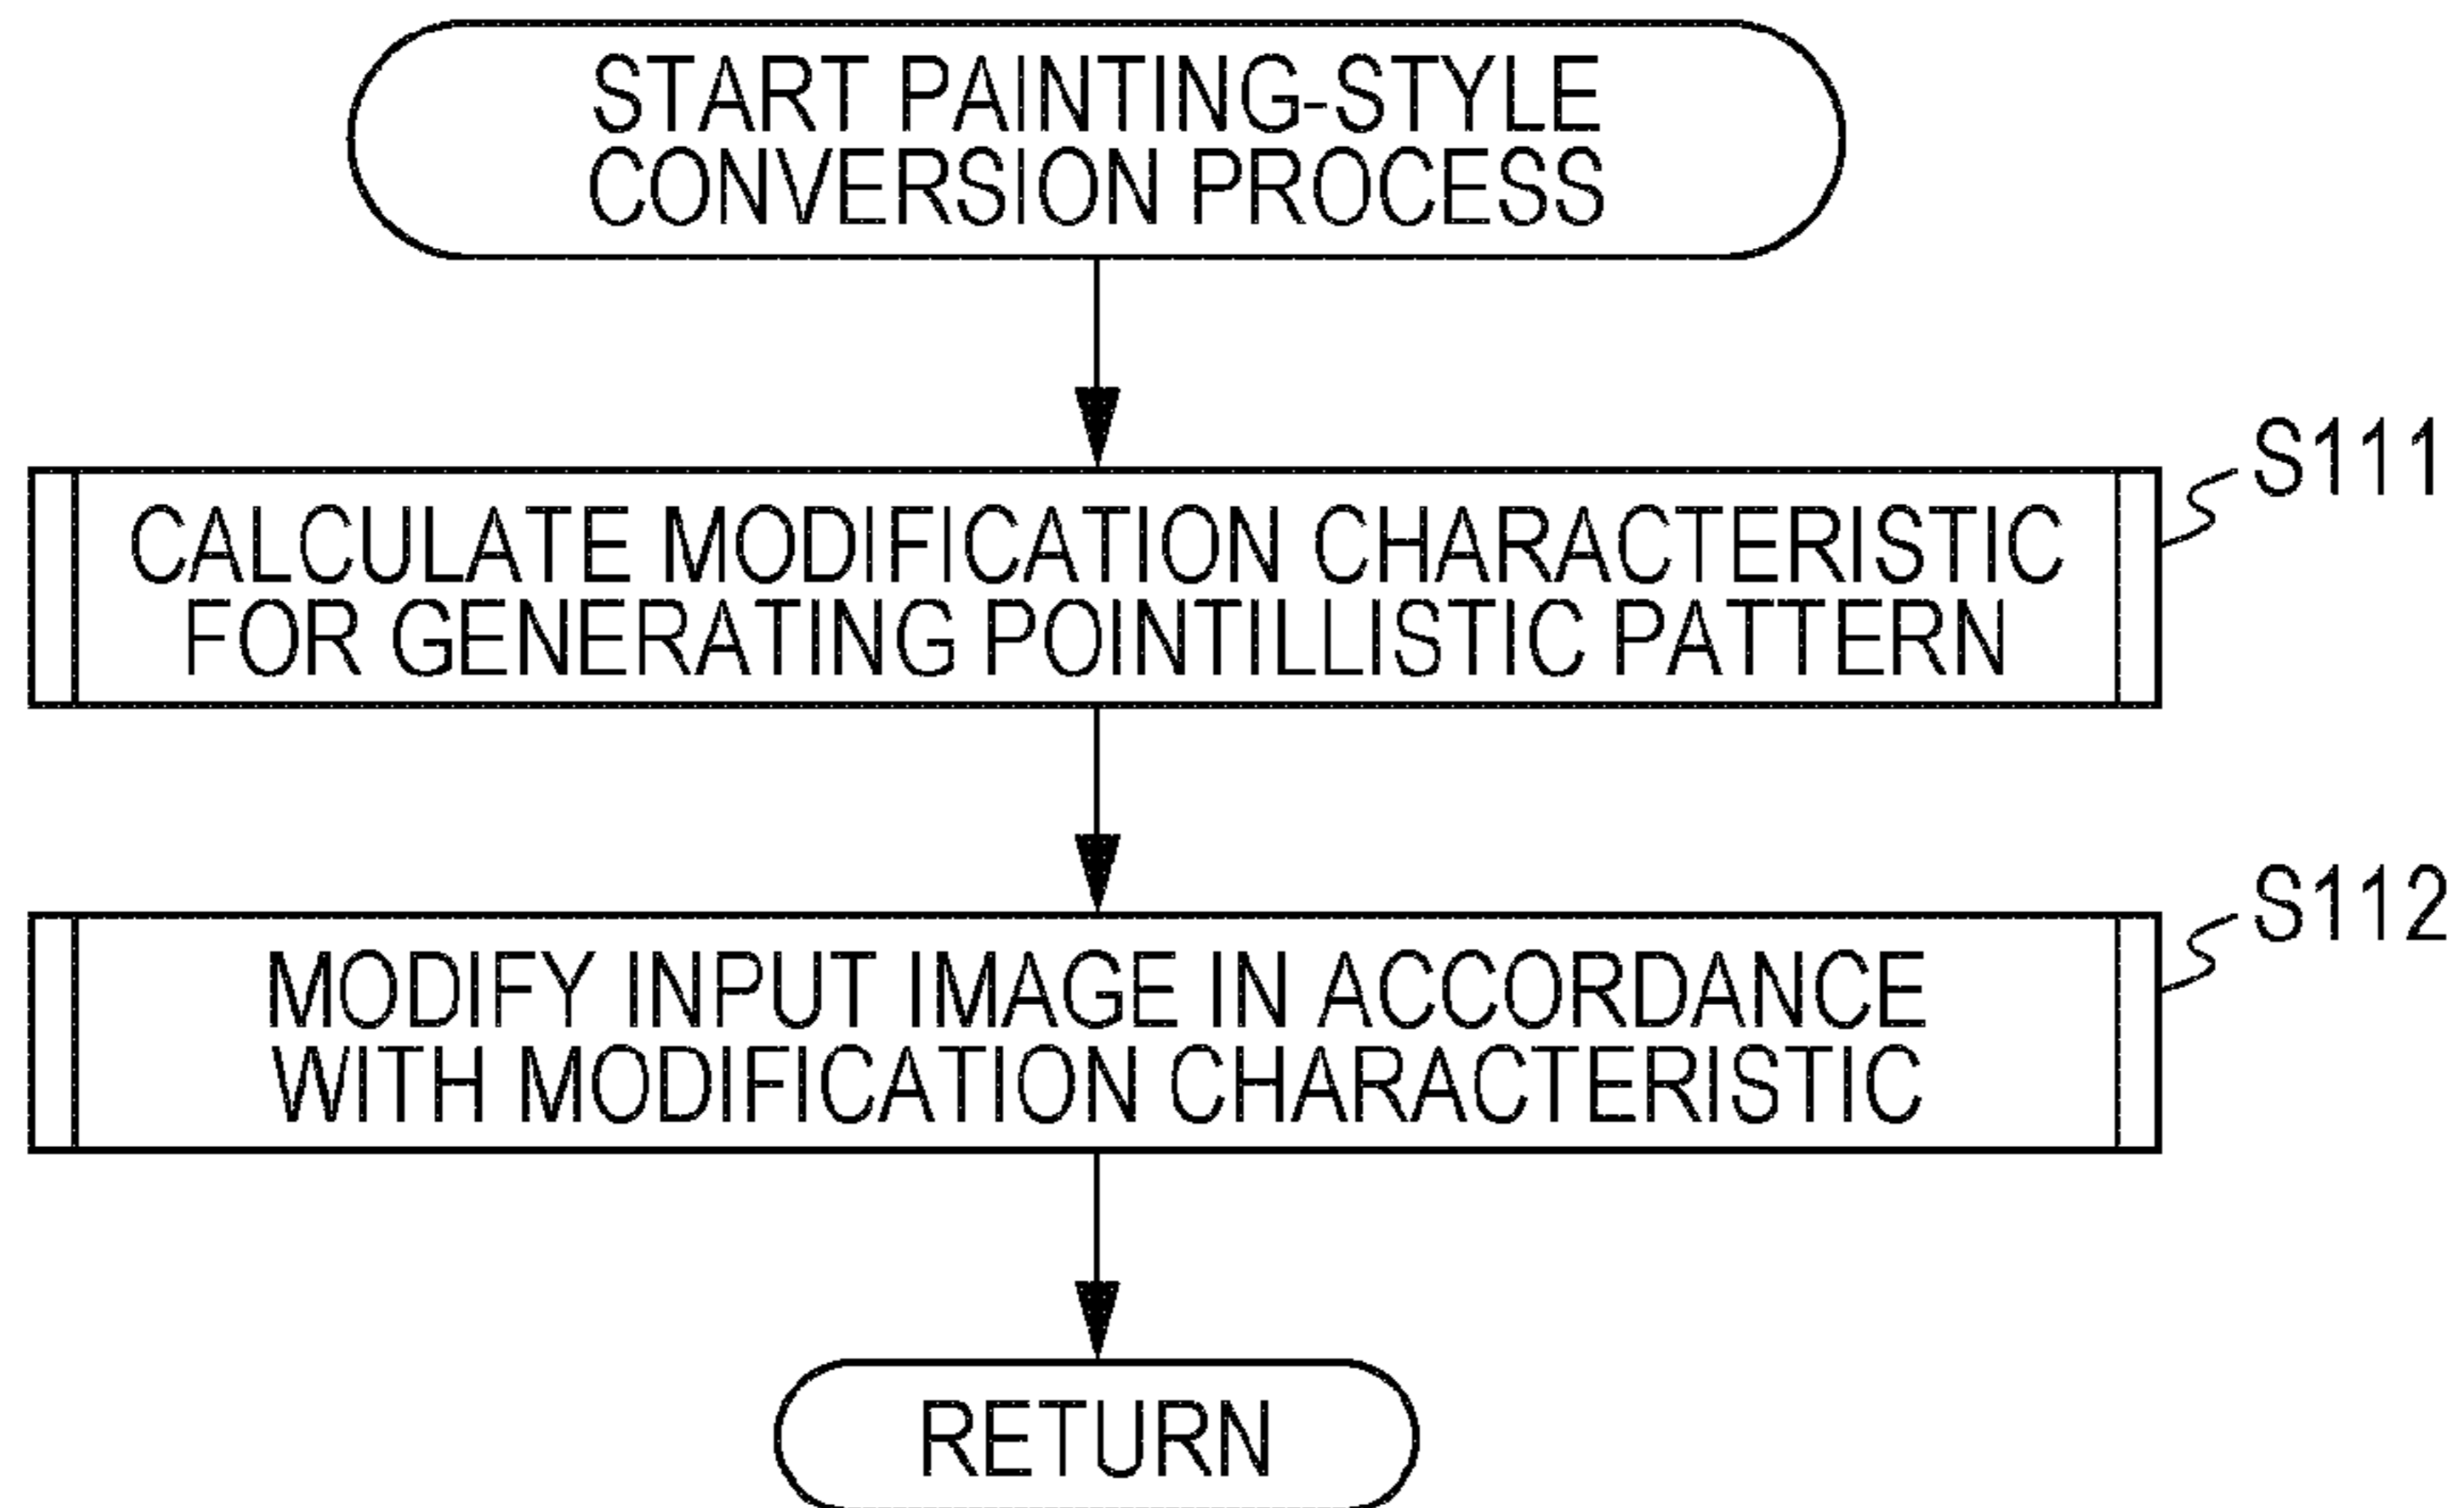 START PAINTING-STYLE
CONVERSION PROCESS
S111
CALCULATE MODIFICATION CHARACTERISTIC
FOR GENERATING POINTILLISTIC PATTERN
S112
MODIFY INPUT IMAGE IN ACCORDANCE
WITH MODIFICATION CHARACTERISTIC
RETURN